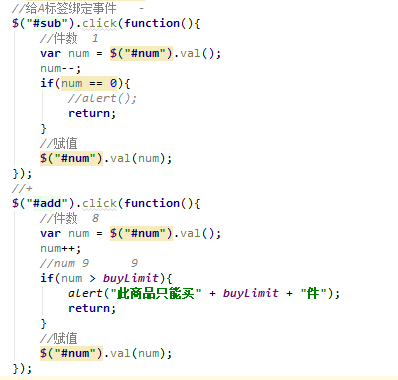 //给A标签绑定事件   -
$("#sub").click(function(){
    //件数  1
    var num = $("#num").val();
    num--;
    if(num == 0){
        //alert();
        return;
    }
    //赋值
    $("#num").val(num);
});
//+
$("#add").click(function(){
    //件数  8
    var num = $("#num").val();
    num++;
    //num 9      9
    if(num > buyLimit){
        alert("此商品只能买" + buyLimit + "件");
        return;
    }
    //赋值
    $("#num").val(num);
});